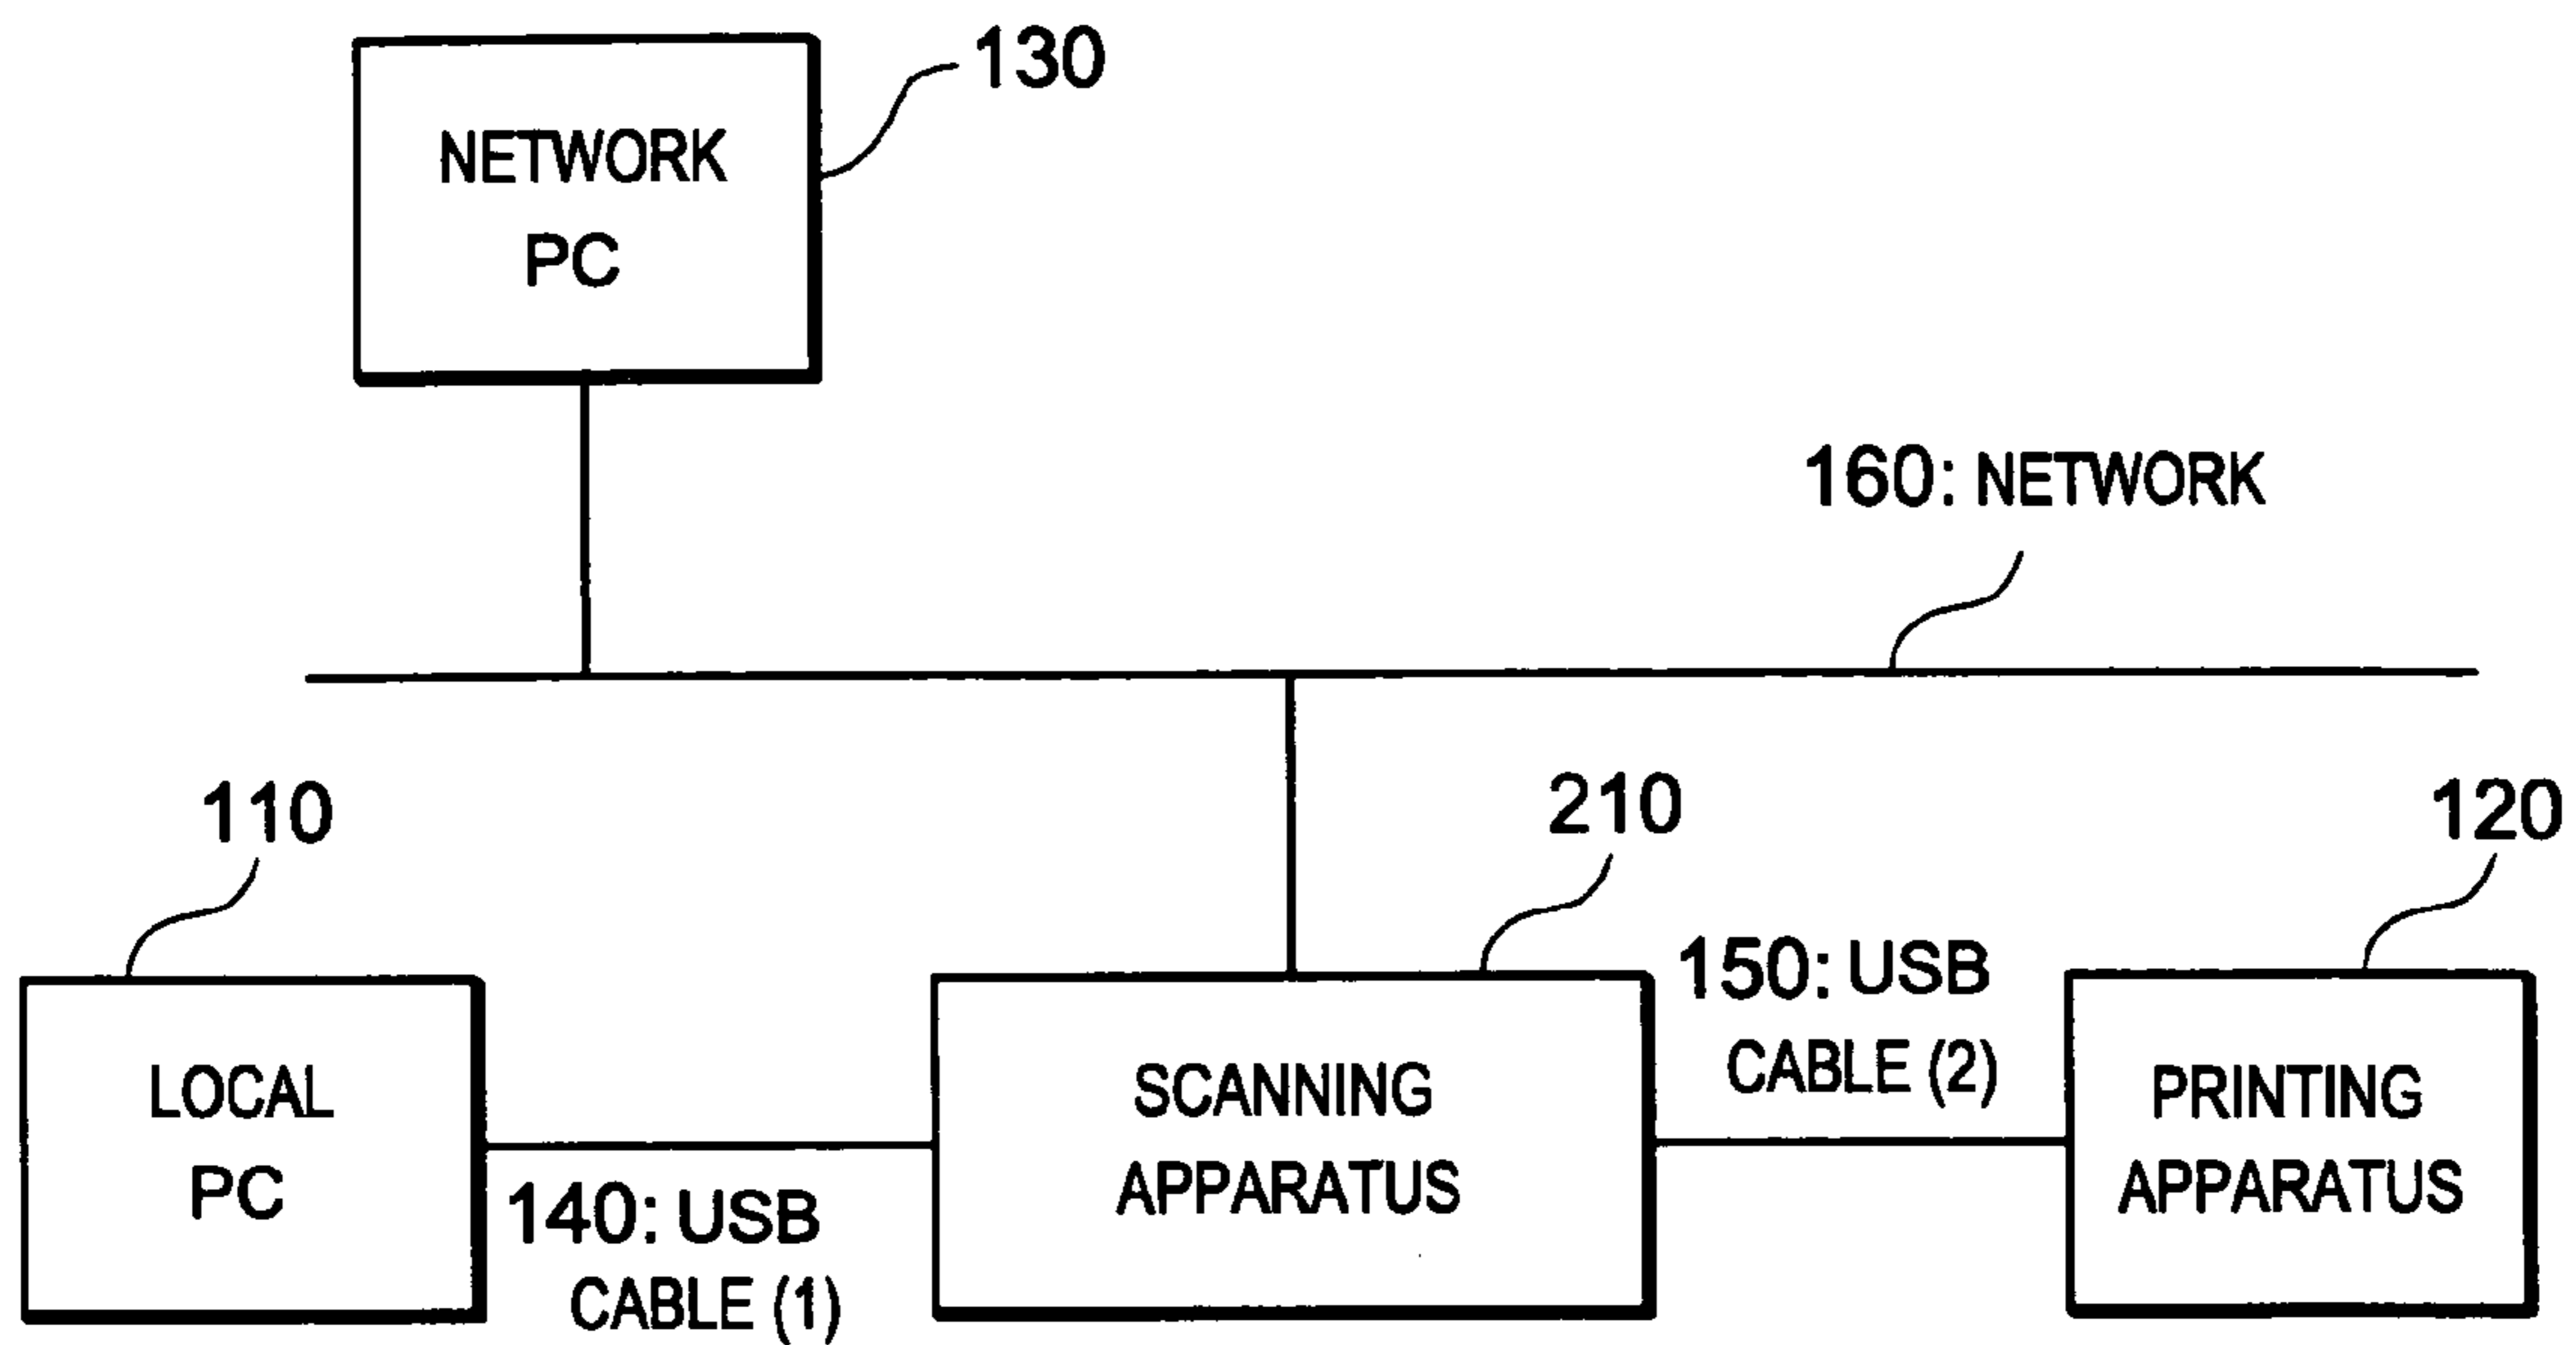 130
NETWORK
PC
160: NETWORK
110
210
120
150: USB
CABLE (2)
LOCAL
PC
SCANNING
APPARATUS
PRINTING
APPARATUS
140: USB
CABLE (1)